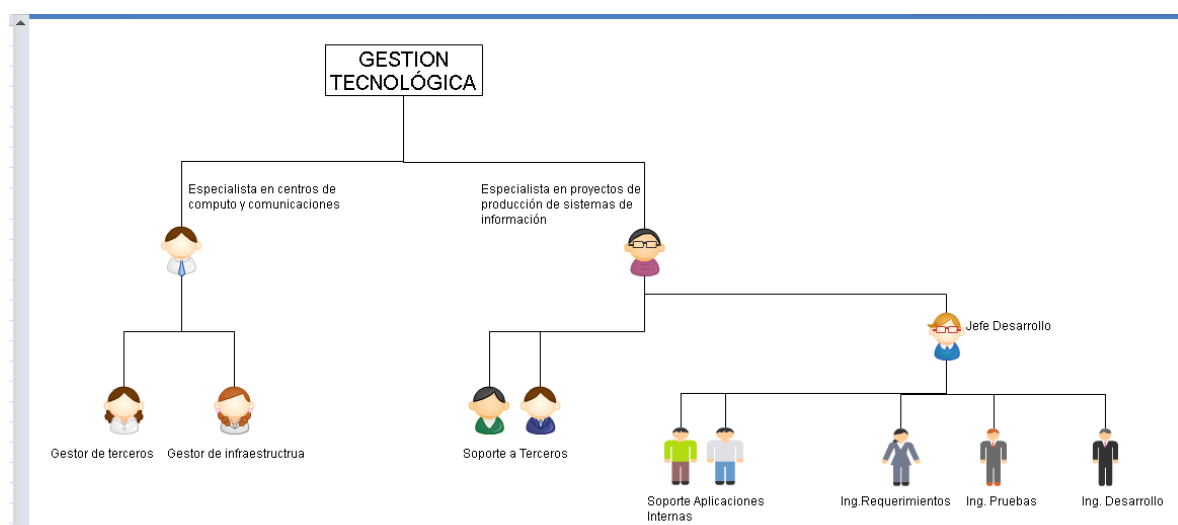 GESTION
TECNOLÓGICA
Especialista en centros de
computo y comunicaciones
Especialista en proyectos de
producción de sistemas de
información
Jefe Desarrollo
Gestor de terceros
Gestor de infraestructrua
Soporte a Terceros
Soporte Aplicaciones
Internas
Ing.Requerimientos
Ing. Pruebas
Ing. Desarrollo